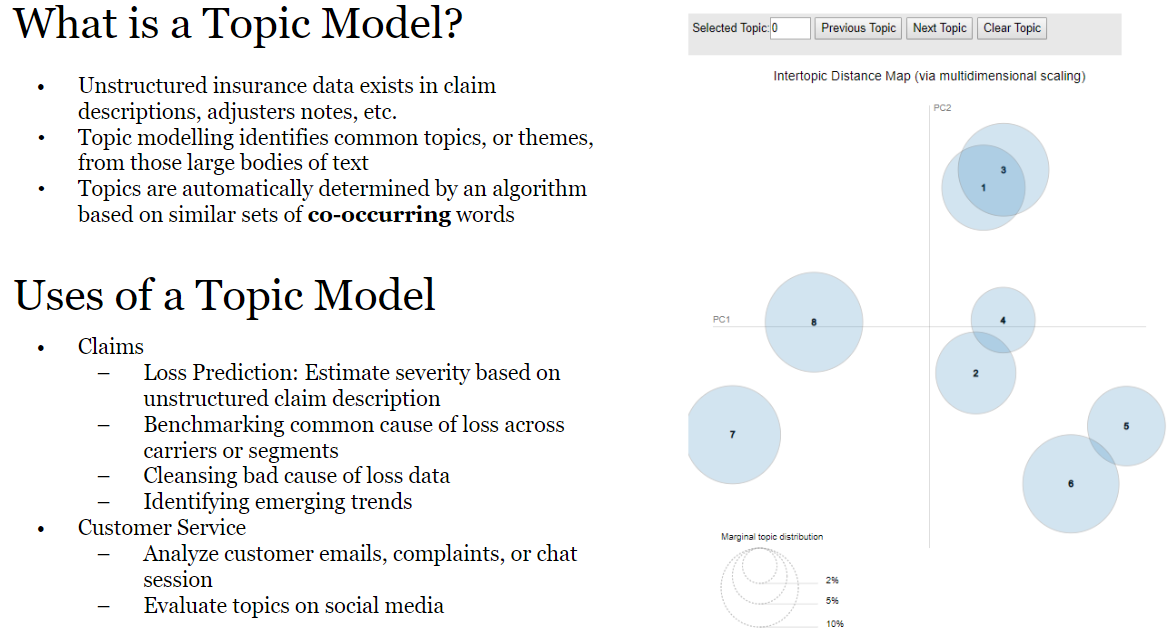 What is a Topic Model?
• Unstructured insurance data exists in claim
descriptions, adjusters notes, etc.
• Topic modelling identifies common topics, or themes,
from those large bodies of text
• Topics are automatically determined by an algorithm
based on similar sets of co-occurring words
Uses of a Topic Model
• Claims
– Loss Prediction: Estimate severity based on
unstructured claim description
– Benchmarking common cause of loss across
carriers or segments
– Cleansing bad cause of loss data
– Identifying emerging trends
• Customer Service
– Analyze customer emails, complaints, or chat
session
– Evaluate topics on social media
Selected Topic: 0 Previous Topic Next Topic Clear Topic
Intertopic Distance Map (via multidimensional scaling)
PC2
3
1
PC1
8
4
2
5
7
6
Marginal topic distribution
2%
5%
10%